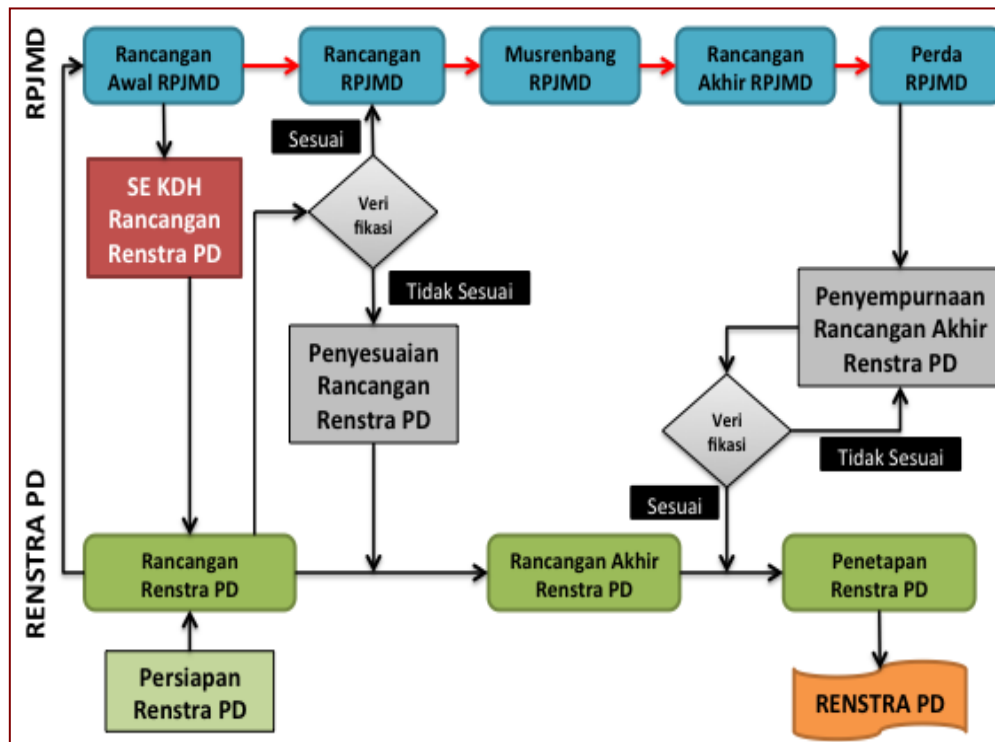 RPJMD
Rancangan
Awal RPJMD
Rancangan
RPJMD
Musrenbang
RPJMD
Rancangan
Akhir RPJMD
Perda
RPJMD
Sesuai
SE KDH
Rancangan
Renstra PD
Veri
fikasi
Tidak Sesuai
Penyesuaian
Rancangan
Renstra PD
Penyempurnaan
Rancangan Akhir
Renstra PD
Veri
fikasi
Tidak Sesuai
Sesuai
RENSTRA PD
Rancangan
Renstra PD
Rancangan Akhir
Renstra PD
Penetapan
Renstra PD
Persiapan
Renstra PD
RENSTRA PD